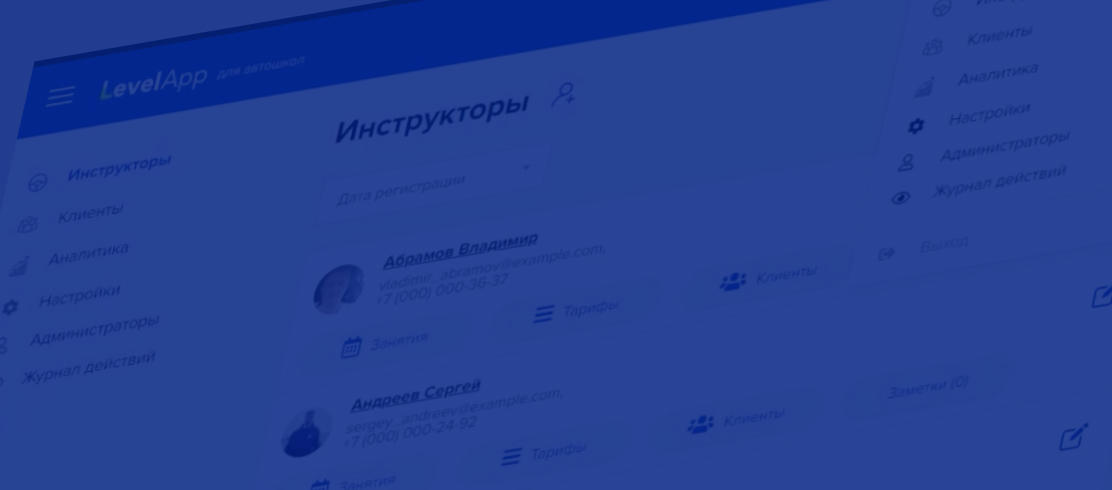 LevelApp для автошкол
Инструкторы
Клиенты
Аналитика
Настройки
Администраторы
Журнал действий
Инструкторы
Дата регистрации
Абрамов Владимир
vladimir_abramov@example.com,
+7 (000) 000-36-37
Занятия
Тарифы
Клиенты
Андреев Сергей
sergey_andreev@example.com,
+7 (000) 000-24-92
Занятия
Тарифы
Клиенты
Заметки (0)
Клиенты
Аналитика
Настройки
Администраторы
Журнал действий
Выход